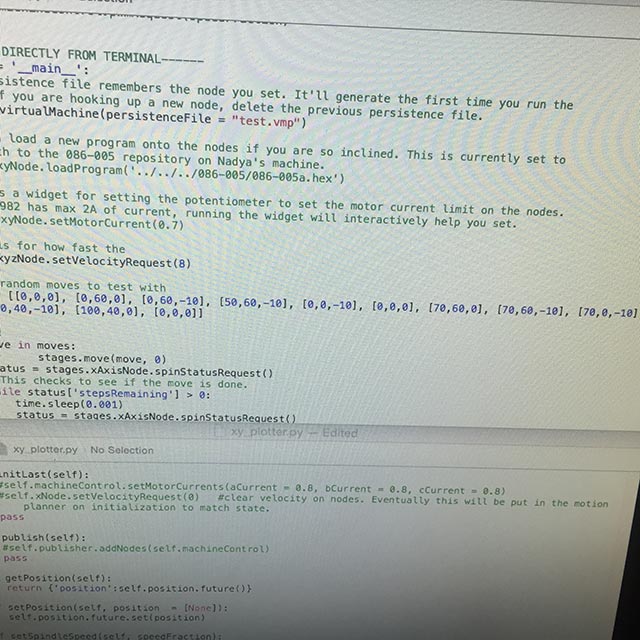 DIRECTLY FROM TERMINAL------
= '__main__':
sistence file remembers the node you set. It'll generate the first time you run the
f you are hooking up a new node, delete the previous persistence file.
virtualMachine(persistenceFile = "test.vmp")
load a new program onto the nodes if you are so inclined. This is currently set to
th to the 086-005 repository on Nadya's machine.
xyNode.loadProgram('../../../086-005/086-005a.hex')
s a widget for setting the potentiometer to set the motor current limit on the nodes.
982 has max 2A of current, running the widget will interactively help you set.
xyNode.setMotorCurrent(0.7)
is for how fast the
xyzNode.setVelocityRequest(8)
random moves to test with
[[0,0,0], [0,60,0], [0,60,-10], [50,60,-10], [0,0,-10], [0,0,0], [70,60,0], [70,60,-10], [70,0,-10]
0,40,-10], [100,40,0], [0,0,0]]
ve in moves:
stages.move(move, 0)
atus = stages.xAxisNode.spinStatusRequest()
This checks to see if the move is done.
ile status['stepsRemaining'] > 0:
time.sleep(0.001)
status = stages.xAxisNode.spinStatusRequest()
xy_plotter.py — Edited
xy_plotter.py › No Selection
initLast(self):
#self.machineControl.setMotorCurrents(aCurrent = 0.8, bCurrent = 0.8, cCurrent = 0.8)
#self.xNode.setVelocityRequest(0) #clear velocity on nodes. Eventually this will be put in the motion
planner on initialization to match state.
pass
publish(self):
#self.publisher.addNodes(self.machineControl)
pass
getPosition(self):
return {'position':self.position.future()}
setPosition(self, position = [None]):
self.position.future.set(position)
setSpindleSpeed(self, speedFraction):